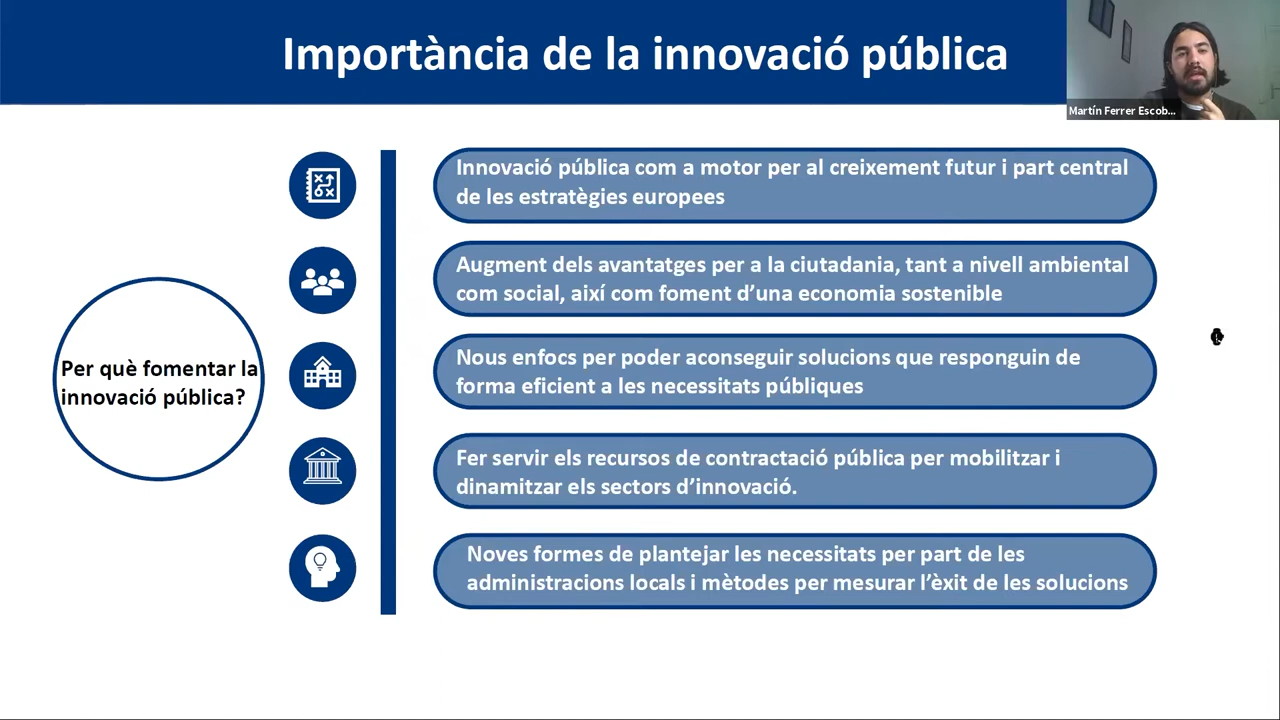 Importància de la innovació pública
Martín Ferrer Escob...
Innovació pública com a motor per al creixement futur i part central
de les estratègies europees
Augment dels avantatges per a la ciutadania, tant a nivell ambiental
com social, així com foment d’una economia sostenible
Per què fomentar la
innovació pública?
Nous enfocs per poder aconseguir solucions que responguin de
forma eficient a les necessitats públiques
Fer servir els recursos de contractació pública per mobilitzar i
dinamitzar els sectors d’innovació.
Noves formes de plantejar les necessitats per part de les
administracions locals i mètodes per mesurar l’èxit de les solucions